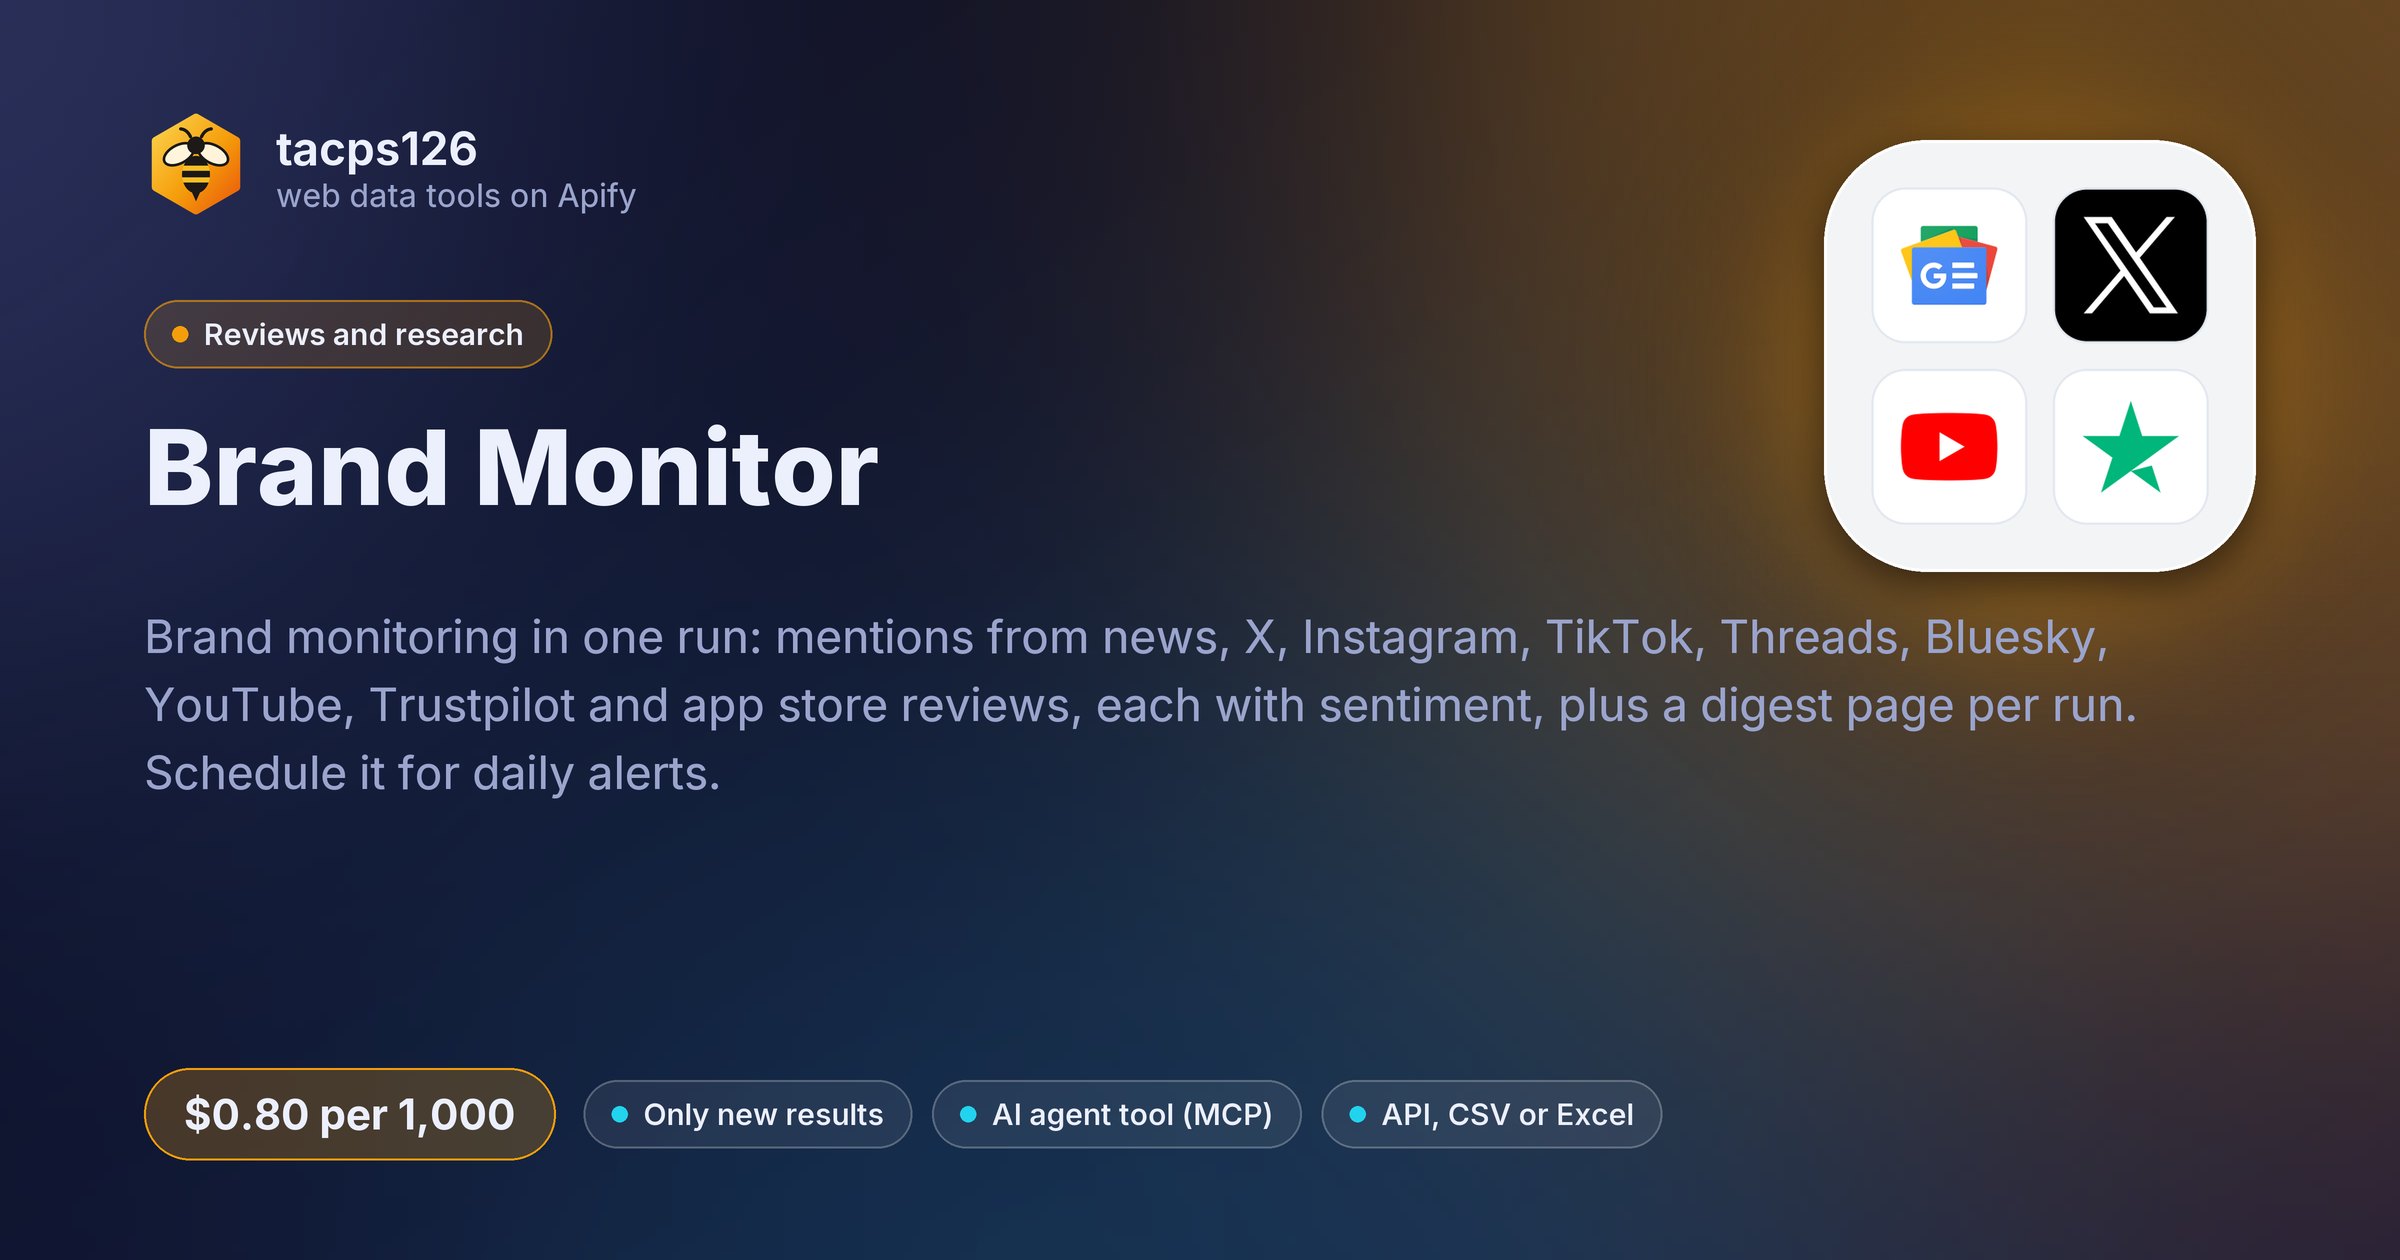 tacps126
web data tools on Apify
Reviews and research
Brand Monitor
Brand monitoring in one run: mentions from news, X, Instagram, TikTok, Threads, Bluesky,
YouTube, Trustpilot and app store reviews, each with sentiment, plus a digest page per run.
Schedule it for daily alerts.
$0.80 per 1,000
Only new results
AI agent tool (MCP)
API, CSV or Excel